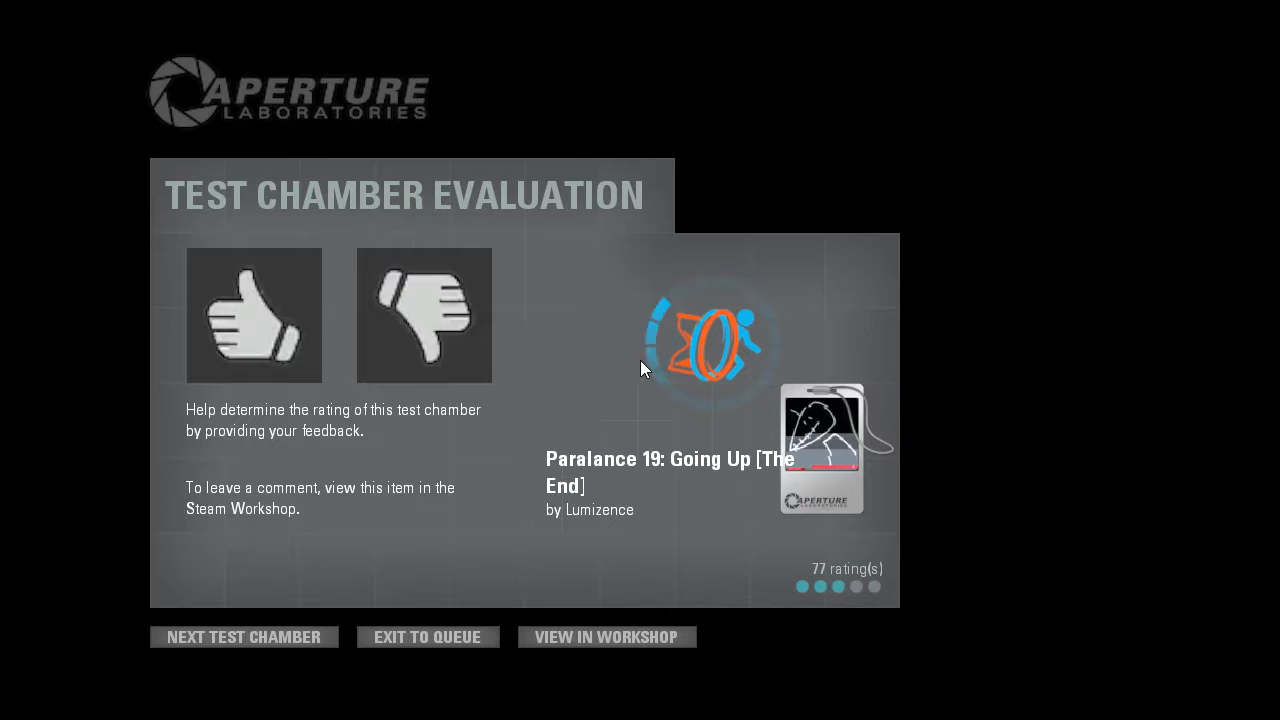 APERTURE
LABORATORIES
TEST CHAMBER EVALUATION
Help determine the rating of this test chamber
by providing your feedback.
To leave a comment, view this item in the
Steam Workshop.
Paralance 19: Going Up [The
End]
by Lumizence
APERTURE
LABORATORIES
77 rating(s)
NEXT TEST CHAMBER
EXIT TO QUEUE
VIEW IN WORKSHOP